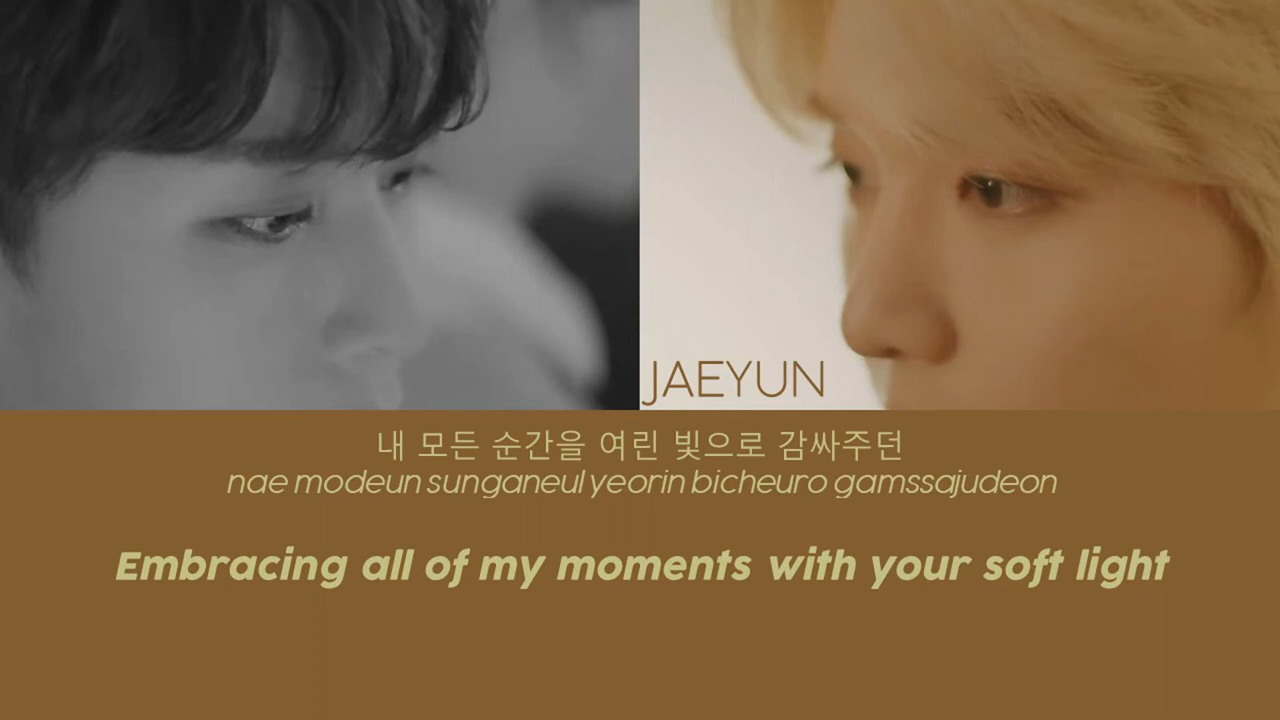 JAEYUN
내 모든 순간을 여린 빛으로 감싸주던
nae modeun sunganeul yeorin bicheuro gamssajudeon
Embracing all of my moments with your soft light